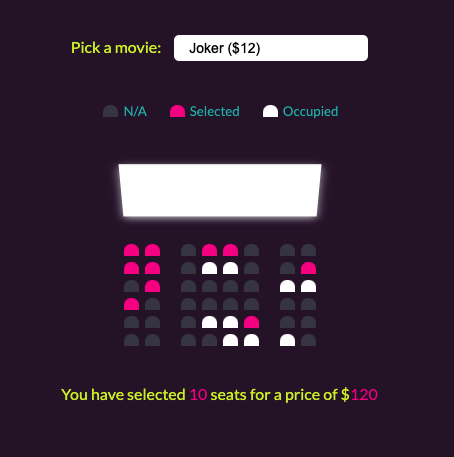 Pick a movie: Joker ($12)
N/A Selected Occupied
You have selected 10 seats for a price of $120